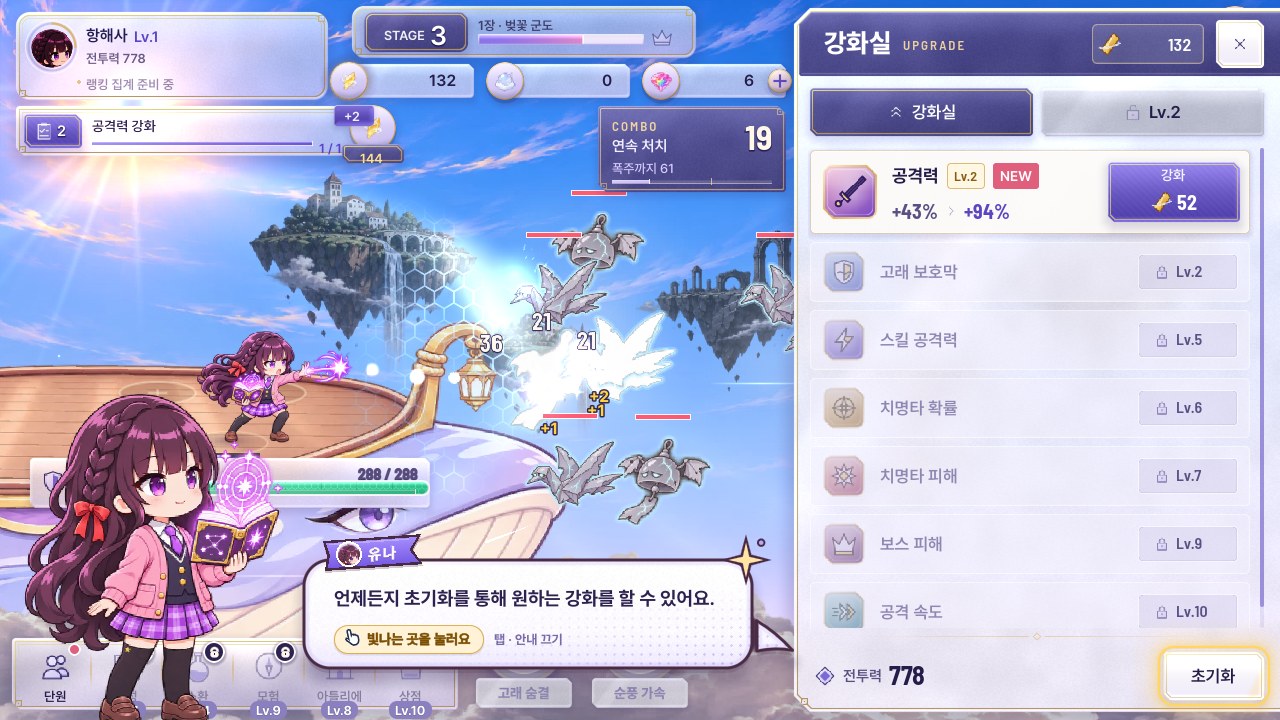 항해사 Lv.1
전투력 778
랭킹 집계 준비 중
STAGE 3
1장 · 벚꽃 군도
132
0
6
2
공격력 강화
1 / 1
+2
144
COMBO
연속 처치
19
폭주까지 61
36
21
21
+2
+1
+1
288 / 288
유나
언제든지 초기화를 통해 원하는 강화를 할 수 있어요.
빛나는 곳을 눌러요
탭 · 안내 끄기
단원
모험
Lv.9
아틀리에
Lv.8
상점
Lv.10
고래 숨결
순풍 가속
강화실 UPGRADE
132
강화실
Lv.2
공격력 Lv.2 NEW
+43% > +94%
강화
52
고래 보호막
Lv.2
스킬 공격력
Lv.5
치명타 확률
Lv.6
치명타 피해
Lv.7
보스 피해
Lv.9
공격 속도
Lv.10
전투력 778
초기화